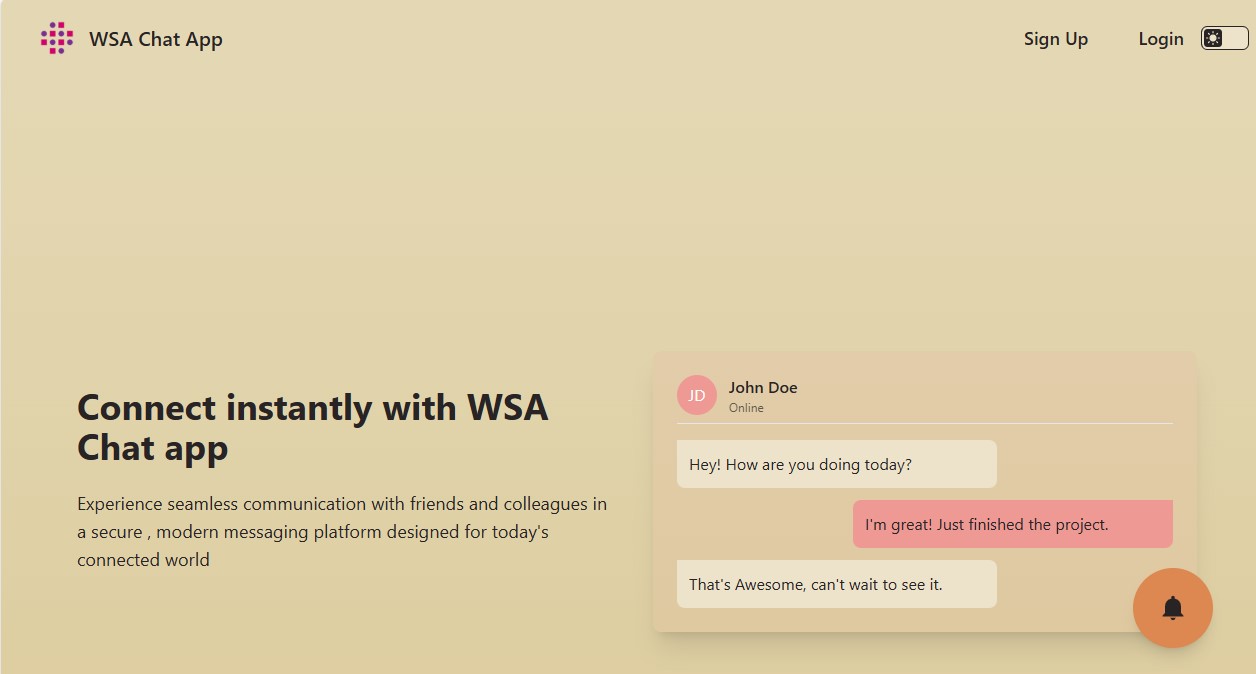 WSA Chat App
Sign Up
Login
Connect instantly with WSA
Chat app
Experience seamless communication with friends and colleagues in
a secure , modern messaging platform designed for today's
connected world
JD
John Doe
Online
Hey! How are you doing today?
I'm great! Just finished the project.
That's Awesome, can't wait to see it.